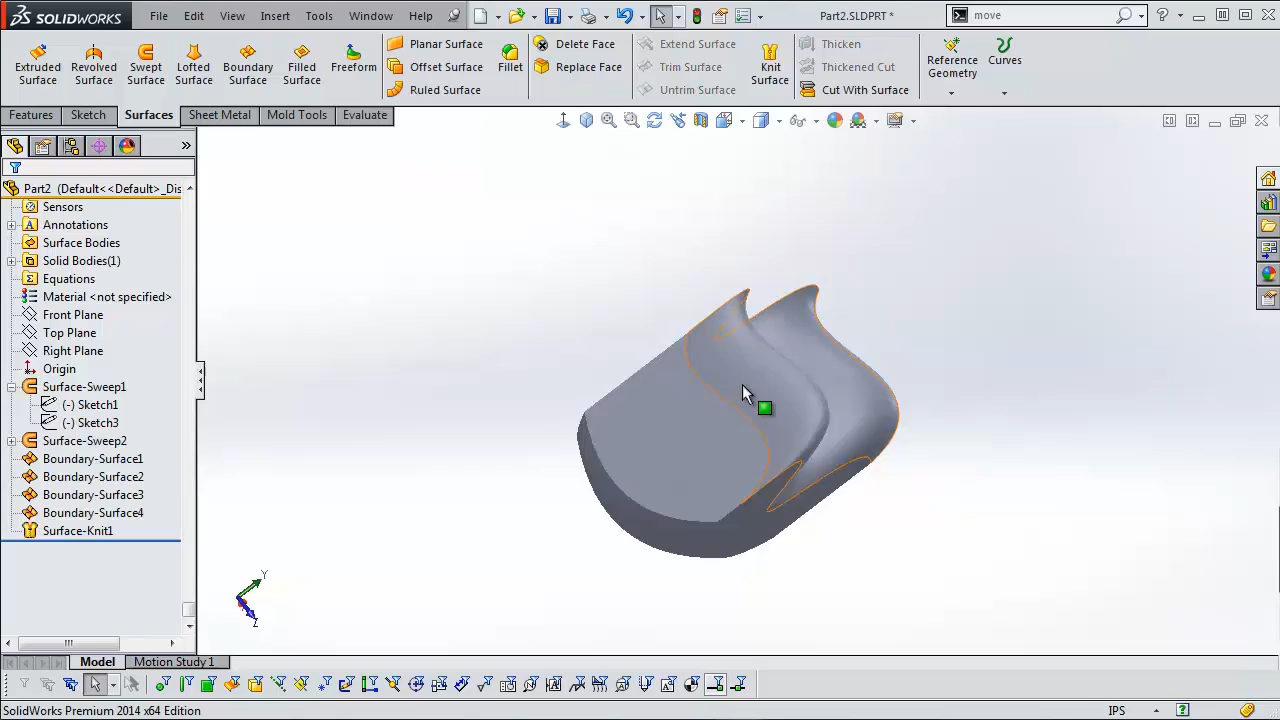 SOLIDWORKS File Edit View Insert Tools Window Help Part2.SLDPRT * move
Extruded Surface
Revolved Surface
Swept Surface
Lofted Surface
Boundary Surface
Filled Surface
Freeform
Planar Surface
Offset Surface
Ruled Surface
Fillet
Delete Face
Replace Face
Extend Surface
Trim Surface
Untrim Surface
Knit Surface
Thicken
Thickened Cut
Cut With Surface
Reference Geometry
Curves
Features Sketch Surfaces Sheet Metal Mold Tools Evaluate
Part2 (Default<<Default>_Dis
Sensors
Annotations
Surface Bodies
Solid Bodies(1)
Equations
Material <not specified>
Front Plane
Top Plane
Right Plane
Origin
Surface-Sweep1
(-) Sketch1
(-) Sketch3
Surface-Sweep2
Boundary-Surface1
Boundary-Surface2
Boundary-Surface3
Boundary-Surface4
Surface-Knit1
Y
Z
Model Motion Study 1
SolidWorks Premium 2014 x64 Edition IPS